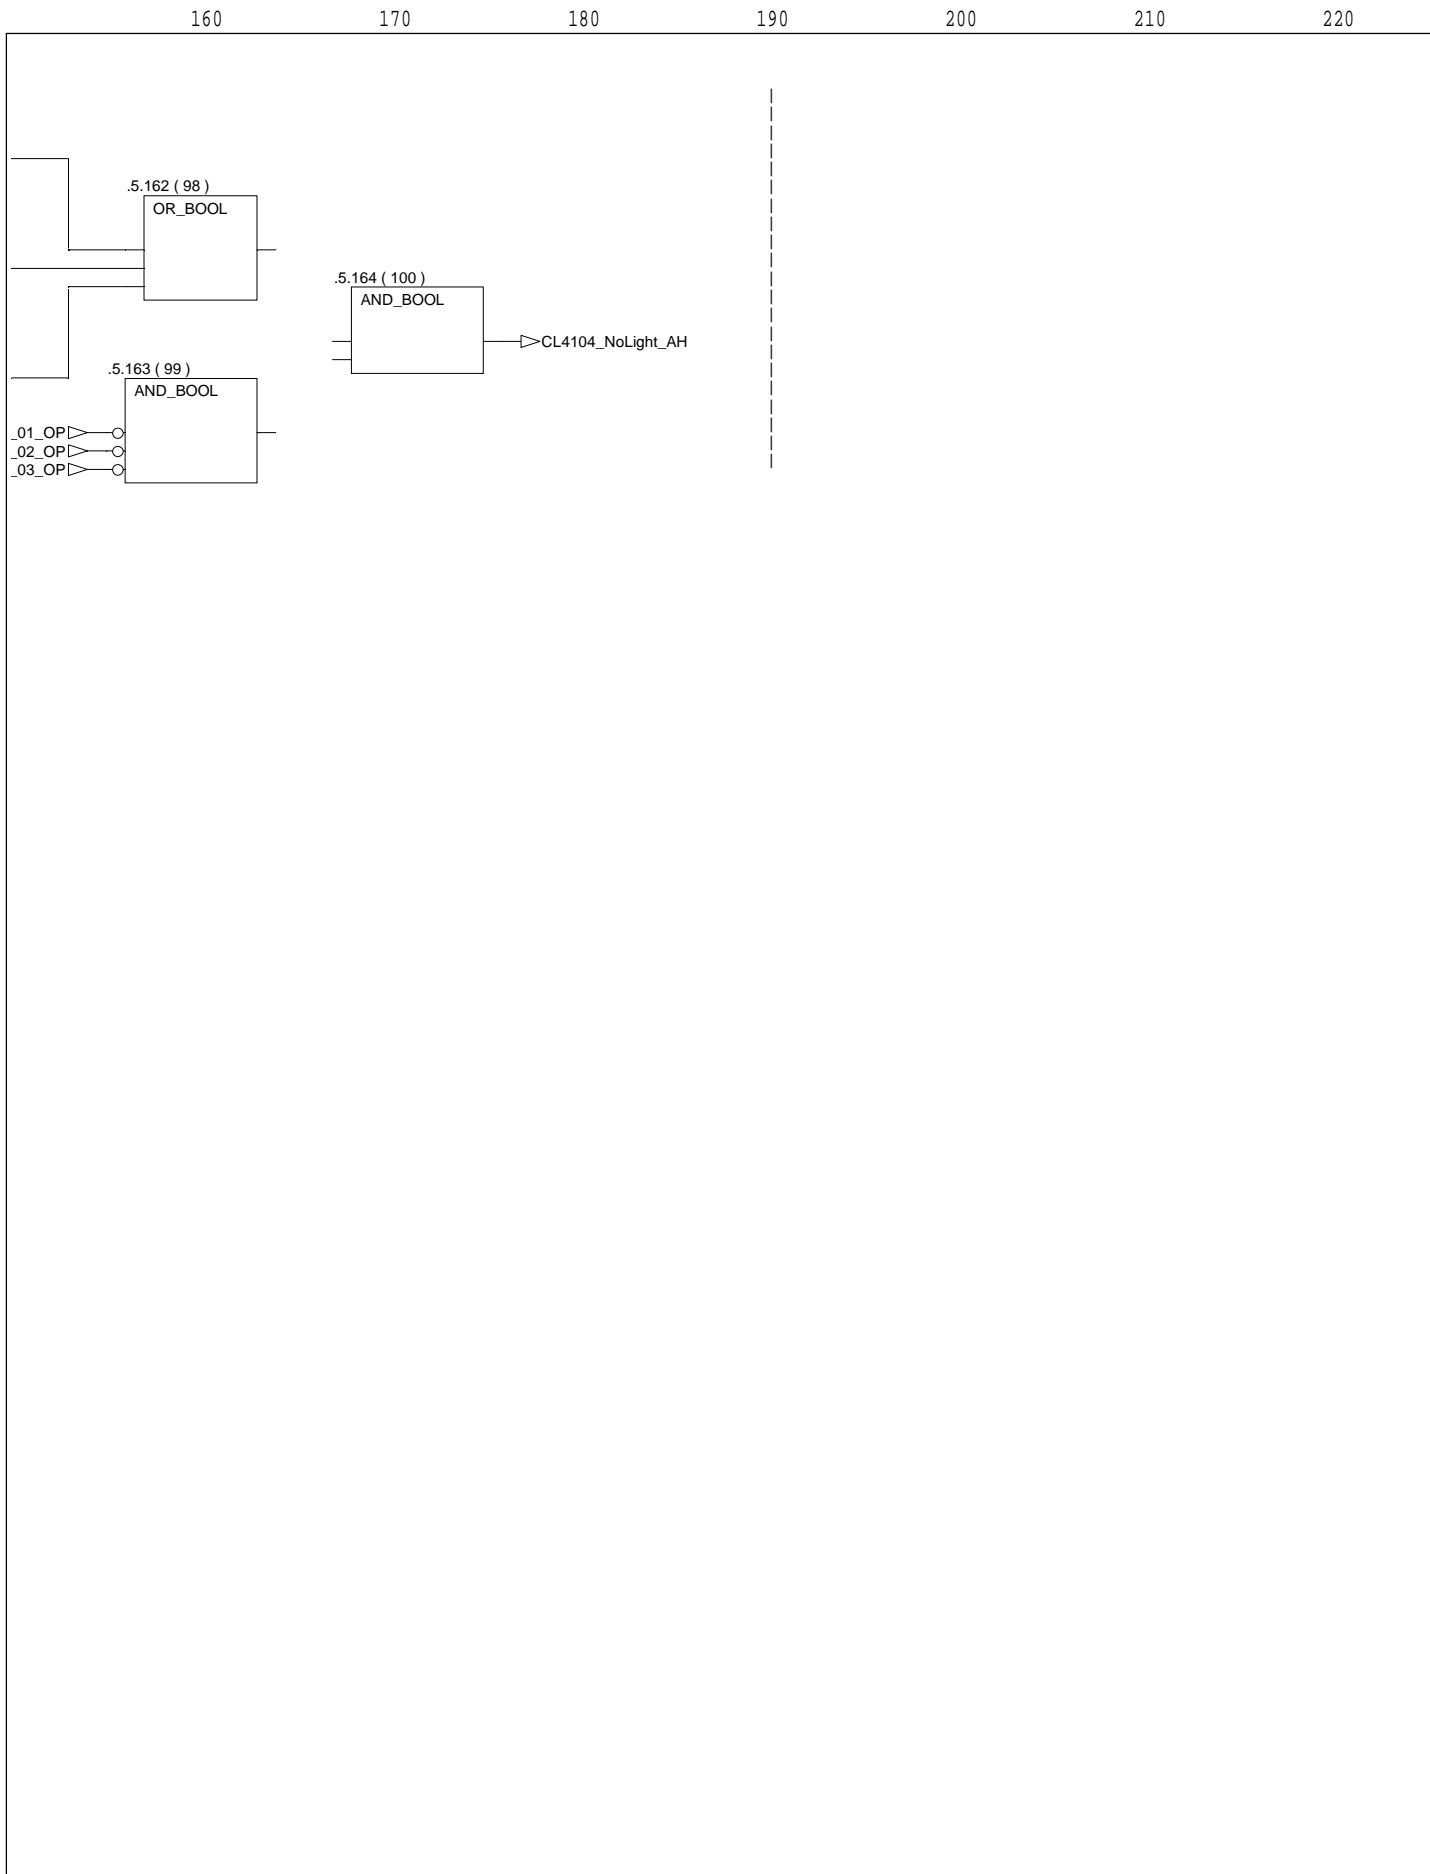 160 170 180 190 200 210 220
.5.162 ( 98 )
OR_BOOL
.5.164 ( 100 )
AND_BOOL
CL4104_NoLight_AH
.5.163 ( 99 )
AND_BOOL
_01_OP
_02_OP
_03_OP